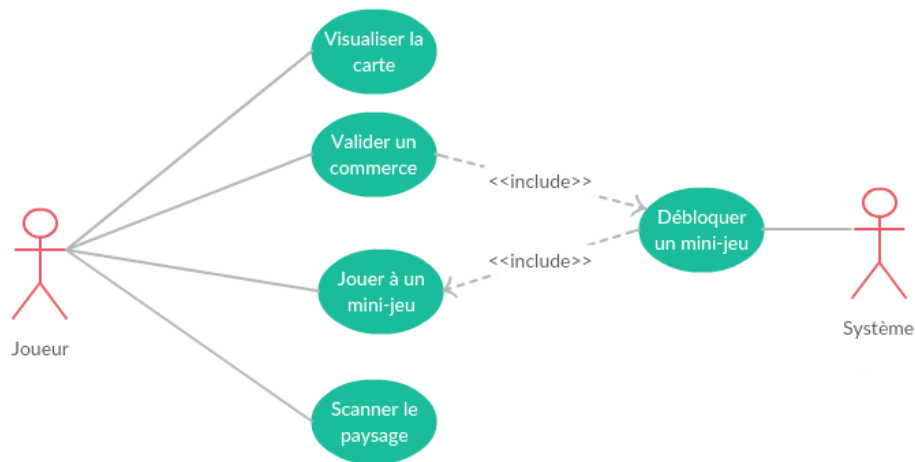 Visualiser la
carte
Valider un
commerce
<<include>>
Débloquer
un mini-jeu
<<include>>
Jouer à un
mini-jeu
Joueur
Système
Scanner le
paysage